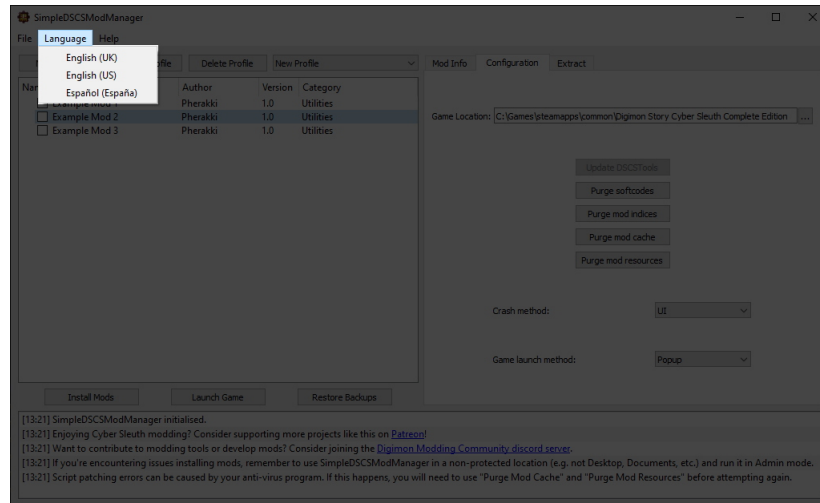 SimpleDSCSModManager
File Language Help
English (UK)
English (US)
Español (España)
Delete Profile New Profile
Mod Info Configuration Extract
Author Version Category
Example Mod 1 Pherakki 1.0 Utilities
Example Mod 2 Pherakki 1.0 Utilities
Example Mod 3 Pherakki 1.0 Utilities
Game Location: C:\Games\steamapps\common\Digimon Story Cyber Sleuth Complete Edition ...
Update DSCSTools
Purge softcodes
Purge mod indices
Purge mod cache
Purge mod resources
Crash method: UI
Game launch method: Popup
Install Mods Launch Game Restore Backups
[13:21] SimpleDSCSModManager initialised.
[13:21] Enjoying Cyber Sleuth modding? Consider supporting more projects like this on Patreon!
[13:21] Want to contribute to modding tools or develop mods? Consider joining the Digimon Modding Community discord server.
[13:21] If you're encountering issues installing mods, remember to use SimpleDSCSModManager in a non-protected location (e.g. not Desktop, Documents, etc.) and run it in Admin mode.
[13:21] Script patching errors can be caused by your anti-virus program. If this happens, you will need to use "Purge Mod Cache" and "Purge Mod Resources" before attempting again.